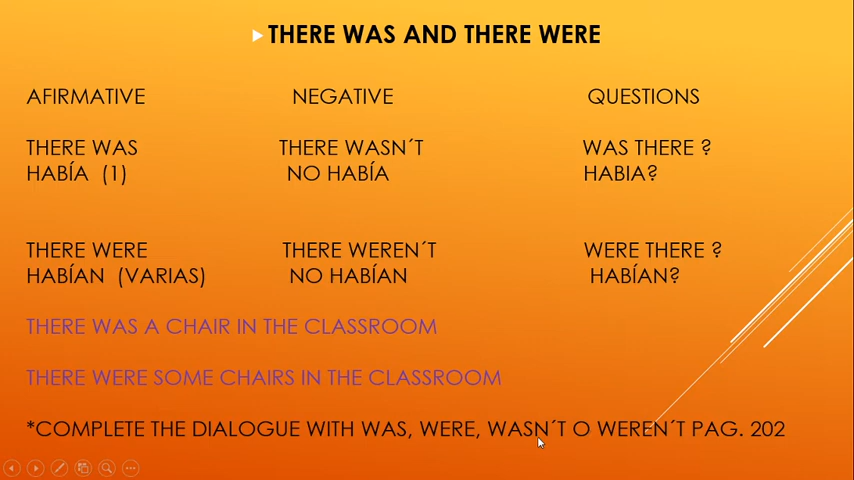 THERE WAS AND THERE WERE
AFIRMATIVE NEGATIVE QUESTIONS
THERE WAS THERE WASN´T WAS THERE ?
HABÍA (1) NO HABÍA HABIA?
THERE WERE THERE WEREN´T WERE THERE ?
HABÍAN (VARIAS) NO HABÍAN HABÍAN?
THERE WAS A CHAIR IN THE CLASSROOM
THERE WERE SOME CHAIRS IN THE CLASSROOM
*COMPLETE THE DIALOGUE WITH WAS, WERE, WASN´T O WEREN´T PAG. 202